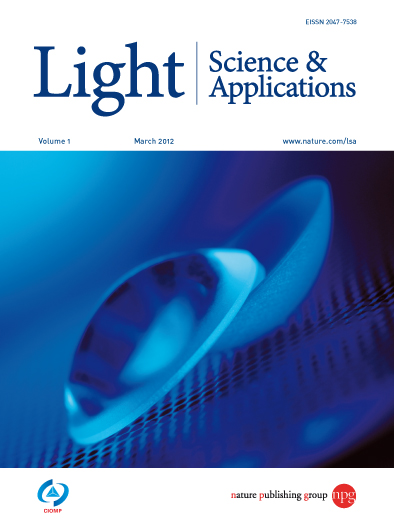 EISSN 2047-7538
Light
Science &
Applications
Volume 1
March 2012
www.nature.com/lsa
CIOMP
nature publishing group npg